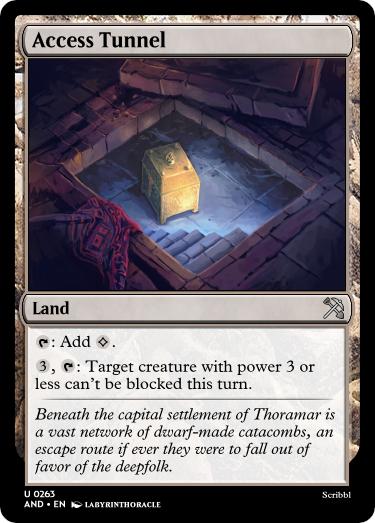 Access Tunnel
Land
: Add .
3, : Target creature with power 3 or
less can't be blocked this turn.
Beneath the capital settlement of Thoramar is
a vast network of dwarf-made catacombs, an
escape route if ever they were to fall out of
favor of the deepfolk.
U 0263
Scribbl
AND • EN LABYRINTHORACLE